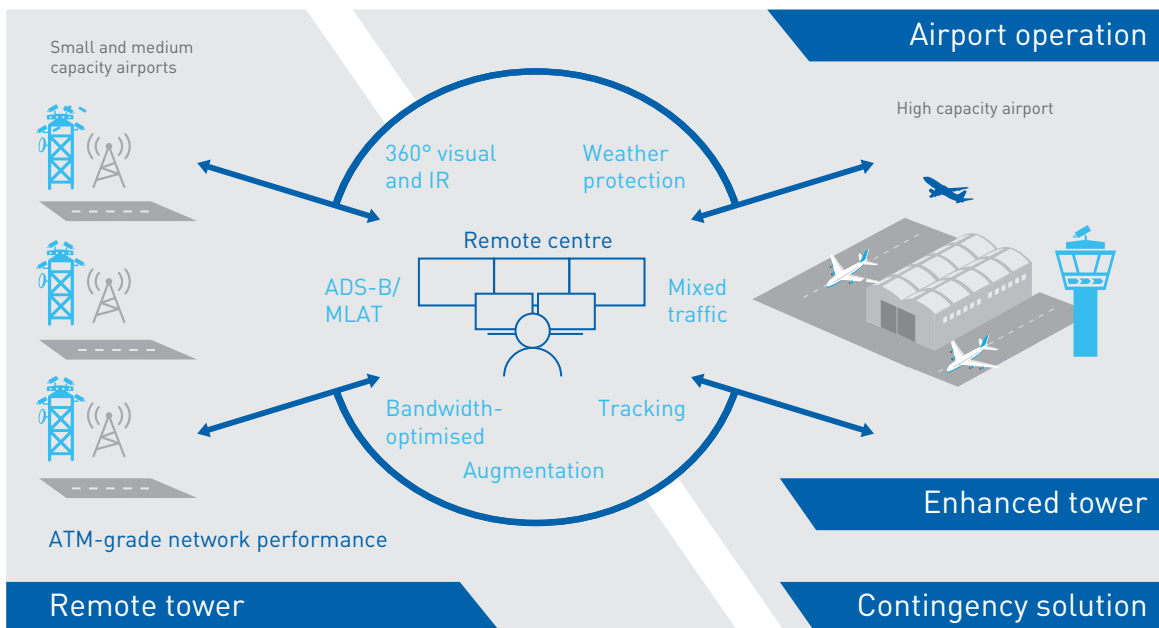 Airport operation
Small and medium
capacity airports
High capacity airport
360° visual
and IR
Weather
protection
Remote centre
ADS-B/
MLAT
Mixed
traffic
Bandwidth-
optimised
Tracking
Augmentation
Enhanced tower
ATM-grade network performance
Remote tower
Contingency solution